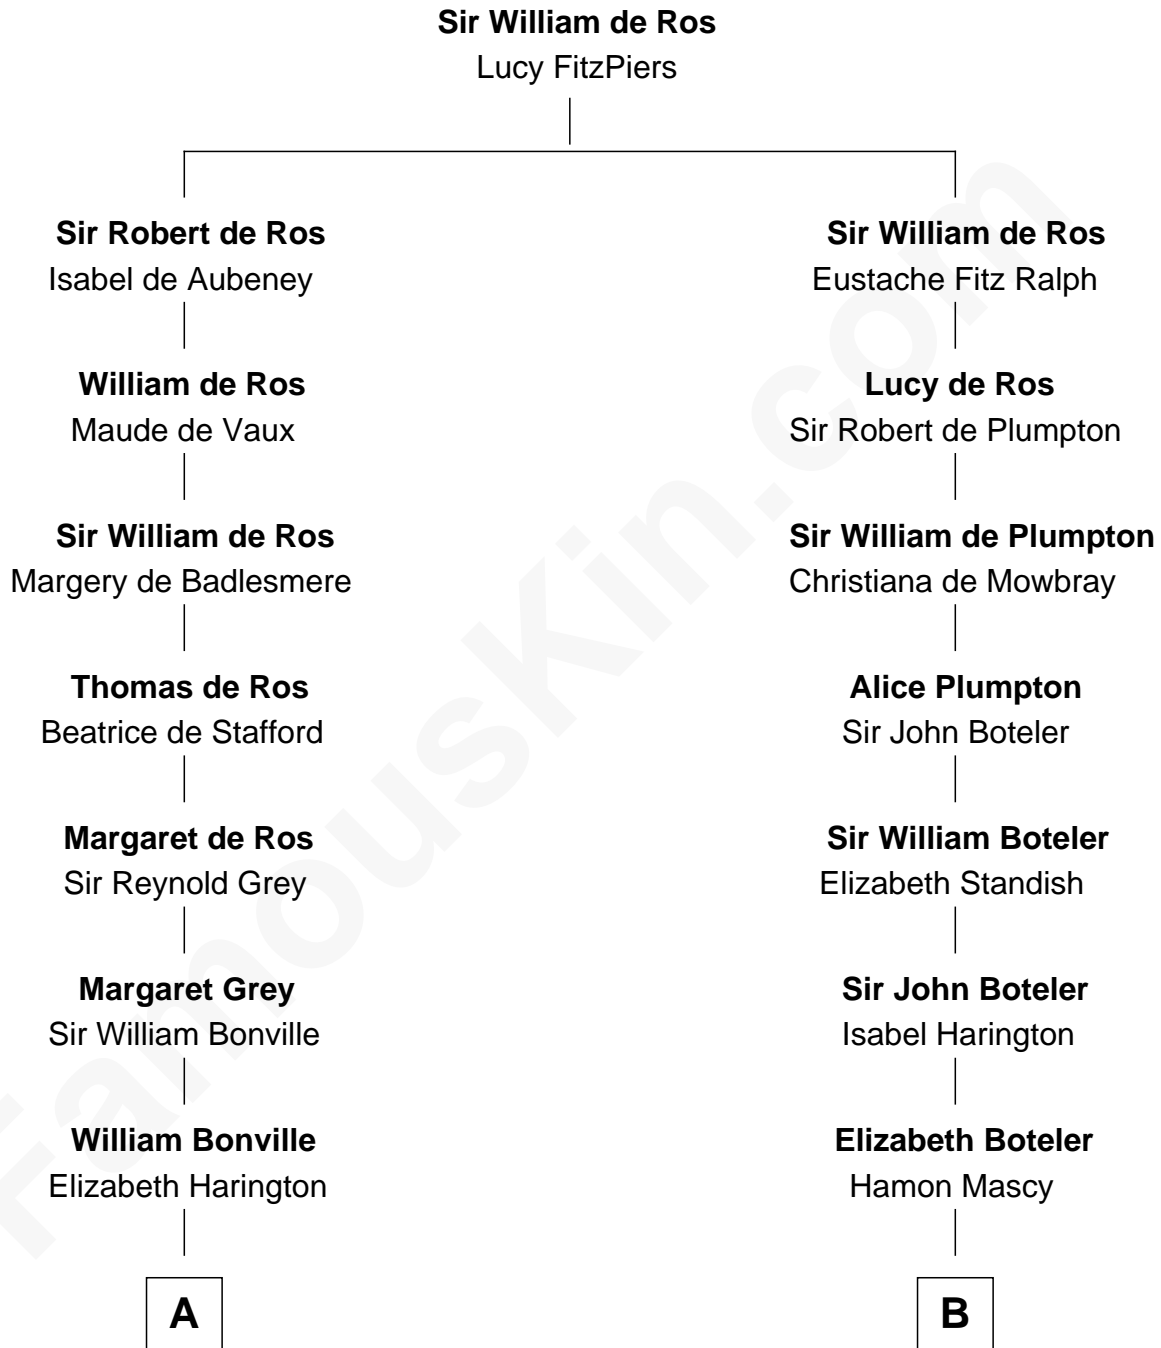 Sir William de Ros
Lucy FitzPiers
Sir Robert de Ros
Isabel de Aubeney
Sir William de Ros
Eustache Fitz Ralph
William de Ros
Maude de Vaux
Lucy de Ros
Sir Robert de Plumpton
Sir William de Ros
Margery de Badlesmere
Sir William de Plumpton
Christiana de Mowbray
Thomas de Ros
Beatrice de Stafford
Alice Plumpton
Sir John Boteler
Margaret de Ros
Sir Reynold Grey
Sir William Boteler
Elizabeth Standish
Margaret Grey
Sir William Bonville
Sir John Boteler
Isabel Harington
William Bonville
Elizabeth Harington
Elizabeth Boteler
Hamon Mascy
A
B
FamousKin.com